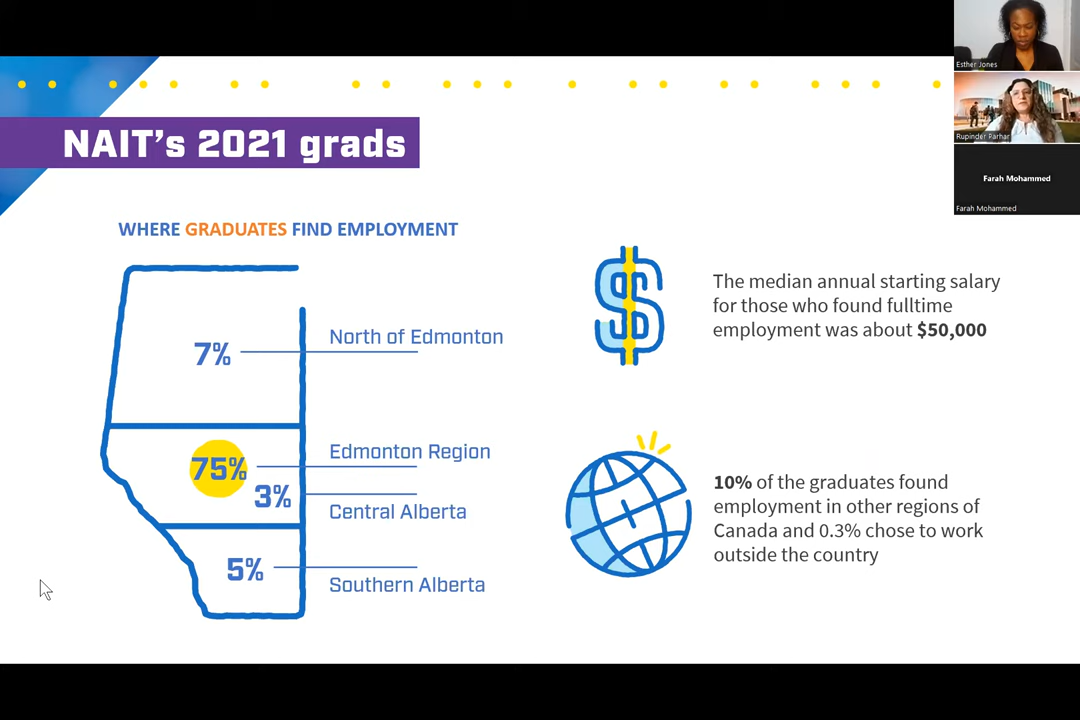 NAIT's 2021 grads
WHERE GRADUATES FIND EMPLOYMENT
7%
North of Edmonton
75%
Edmonton Region
3%
Central Alberta
5%
Southern Alberta
The median annual starting salary
for those who found fulltime
employment was about $50,000
10% of the graduates found
employment in other regions of
Canada and 0.3% chose to work
outside the country
Esther Jones
Rupinder Parhar
Farah Mohammed
Farah Mohammed